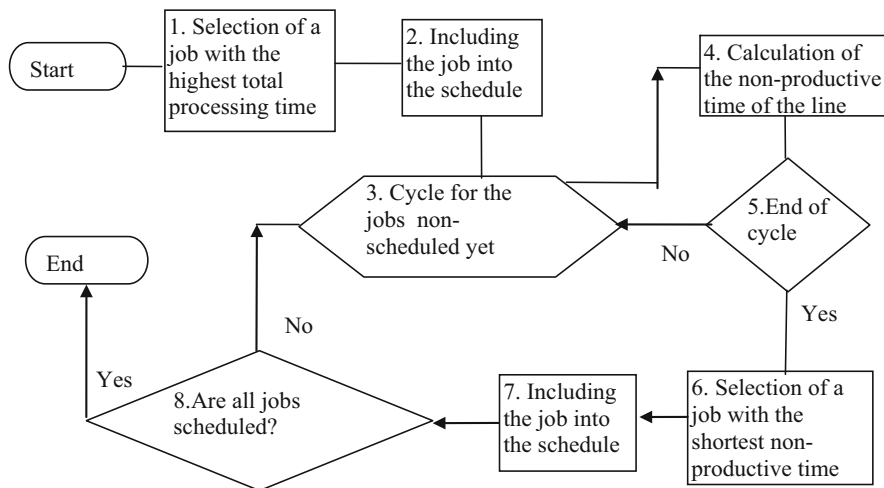 Start
1. Selection of a
job with the
highest total
processing time
2. Including
the job into
the schedule
3. Cycle for the
jobs non-
scheduled yet
4. Calculation of
the non-productive
time of the line
5.End of
cycle
No
Yes
6. Selection of a
job with the
shortest non-
productive time
7. Including
the job into
the schedule
8.Are all jobs
scheduled?
No
Yes
End